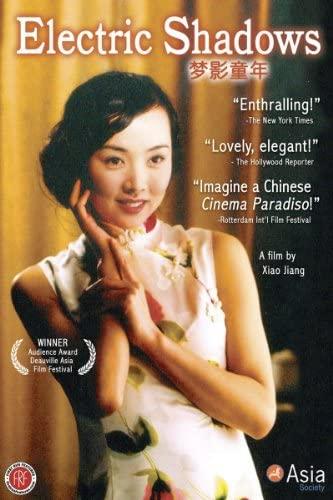 Electric Shadows
梦影童年
“Enthralling!”
-The New York Times
“Lovely, elegant!”
- The Hollywood Reporter
“Imagine a Chinese
Cinema Paradiso!”
-Rotterdam Int'l Film Festival
A film by
Xiao Jiang
WINNER
Audience Award
Deauville Asia
Film Festival
FRF
Asia
Society